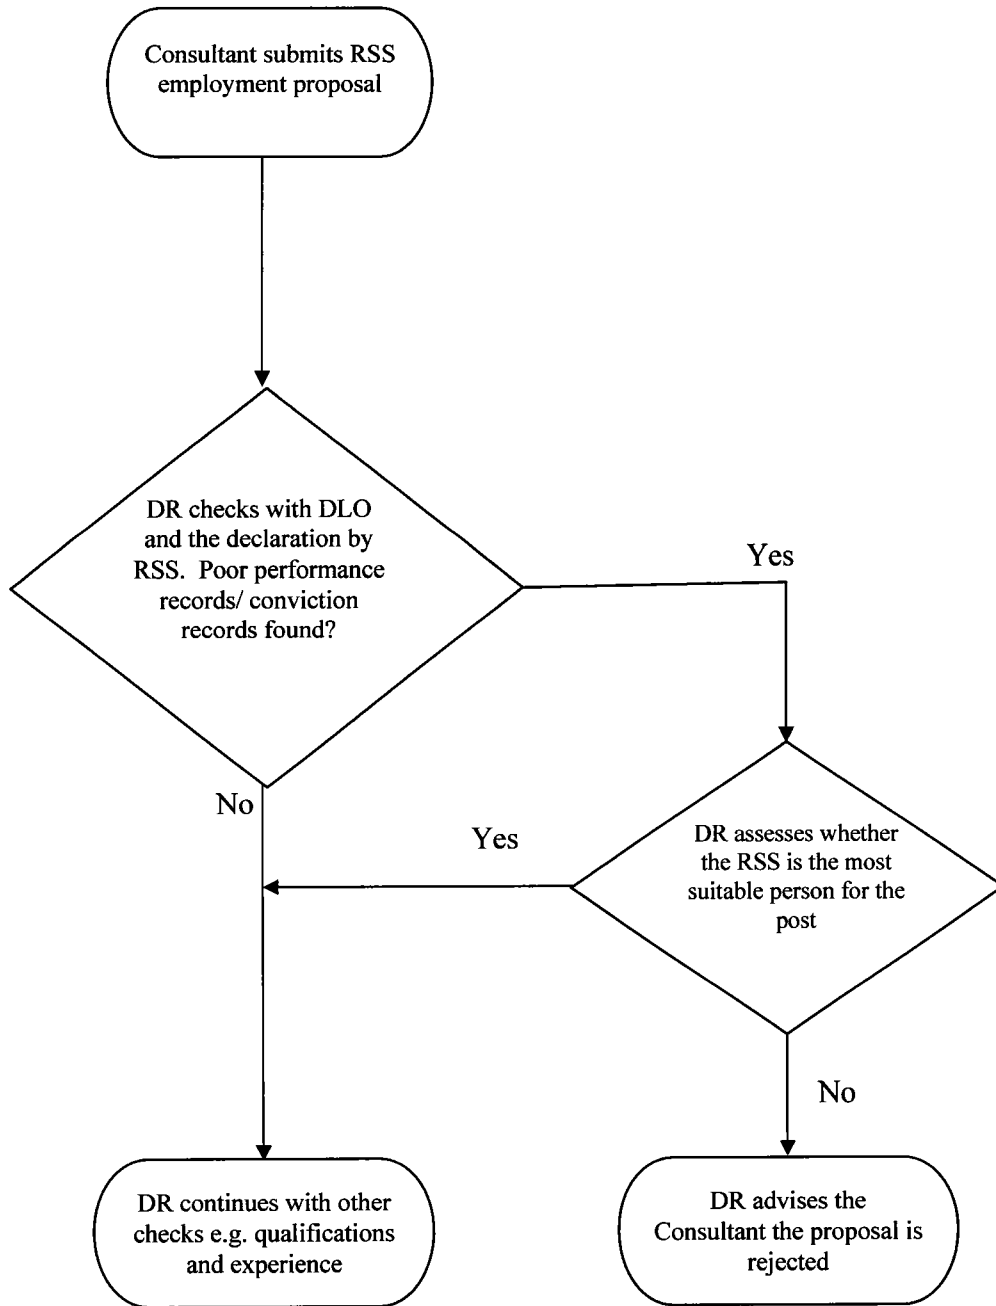 Consultant submits RSS
employment proposal
DR checks with DLO
and the declaration by
RSS.  Poor performance
records/ conviction
records found?
Yes
No
Yes
DR assesses whether
the RSS is the most
suitable person for the
post
No
DR continues with other
checks e.g. qualifications
and experience
DR advises the
Consultant the proposal is
rejected